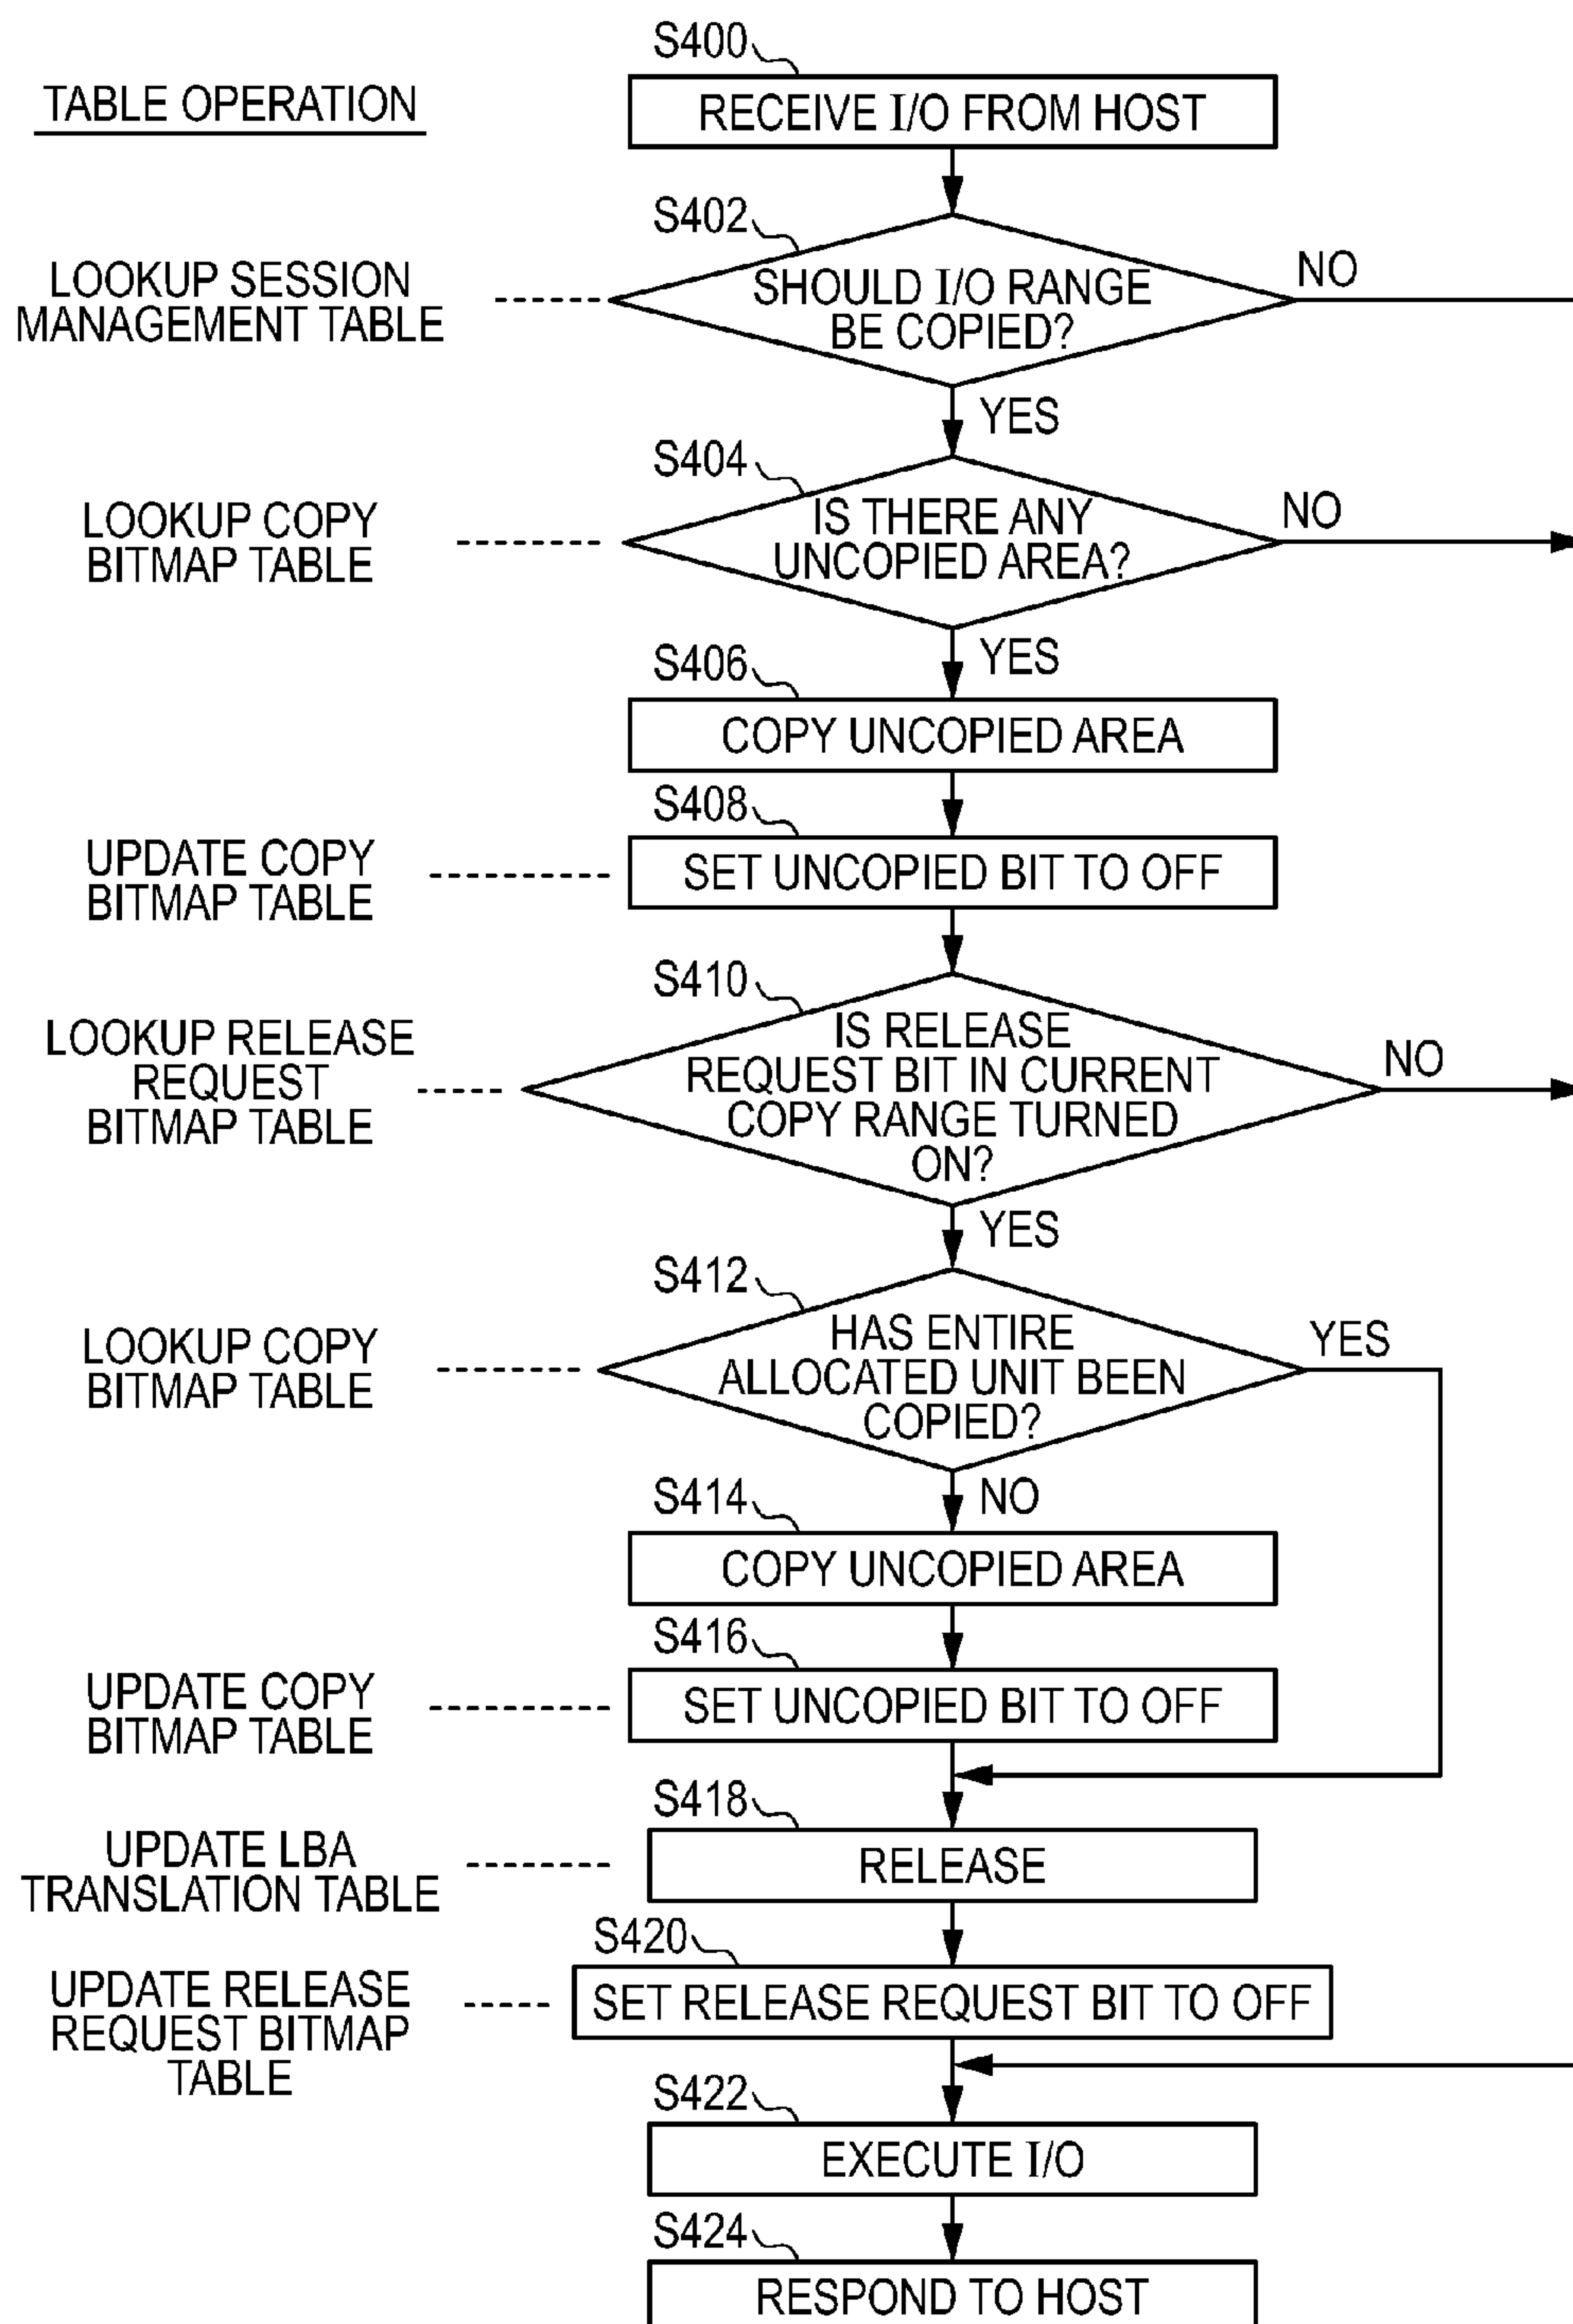 S400
TABLE OPERATION
RECEIVE I/O FROM HOST
S402
LOOKUP SESSION
MANAGEMENT TABLE
SHOULD I/O RANGE
BE COPIED?
NO
YES
S404
LOOKUP COPY
BITMAP TABLE
IS THERE ANY
UNCOPIED AREA?
NO
YES
S406
COPY UNCOPIED AREA
S408
UPDATE COPY
BITMAP TABLE
SET UNCOPIED BIT TO OFF
S410
LOOKUP RELEASE
REQUEST
BITMAP TABLE
IS RELEASE
REQUEST BIT IN CURRENT
COPY RANGE TURNED
ON?
NO
YES
S412
LOOKUP COPY
BITMAP TABLE
HAS ENTIRE
ALLOCATED UNIT BEEN
COPIED?
YES
NO
S414
COPY UNCOPIED AREA
S416
UPDATE COPY
BITMAP TABLE
SET UNCOPIED BIT TO OFF
S418
UPDATE LBA
TRANSLATION TABLE
RELEASE
S420
UPDATE RELEASE
REQUEST BITMAP
TABLE
SET RELEASE REQUEST BIT TO OFF
S422
EXECUTE I/O
S424
RESPOND TO HOST